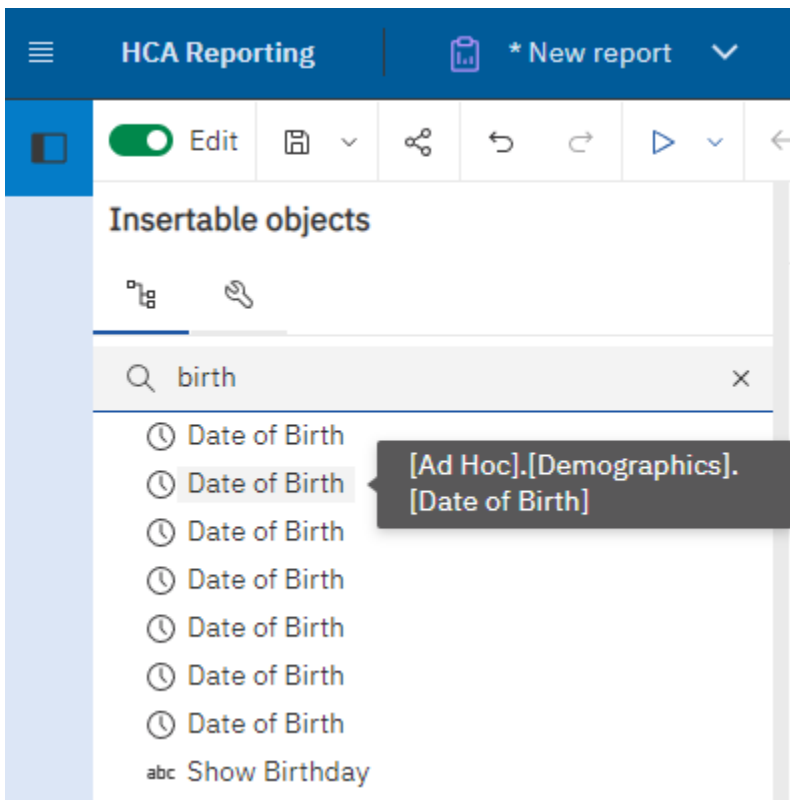 HCA Reporting * New report
Edit
Insertable objects
birth
Date of Birth
Date of Birth
[Ad Hoc].[Demographics].
[Date of Birth]
Date of Birth
Date of Birth
Date of Birth
Date of Birth
Date of Birth
abc Show Birthday